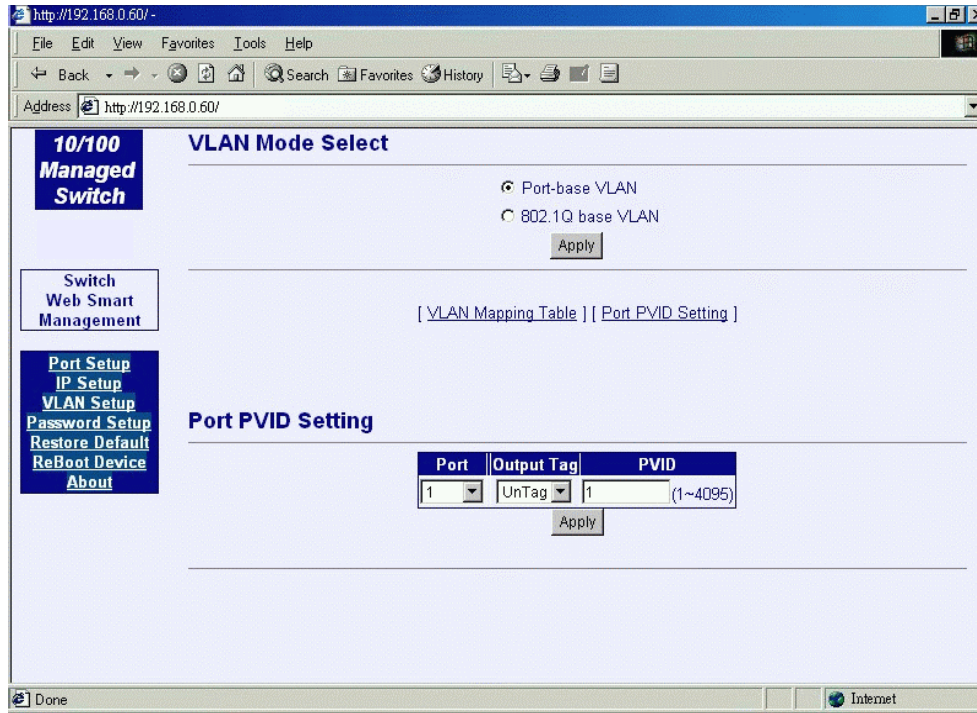 http://192.168.0.60/ -
File Edit View Favorites Tools Help
Back Search Favorites History
Address http://192.168.0.60/
10/100
Managed
Switch
Switch
Web Smart
Management
Port Setup
IP Setup
VLAN Setup
Password Setup
Restore Default
ReBoot Device
About
VLAN Mode Select
Port-base VLAN
802.1Q base VLAN
Apply
[ VLAN Mapping Table ] [ Port PVID Setting ]
Port PVID Setting
Port Output Tag PVID
1 UnTag 1 (1~4095)
Apply
Done Internet